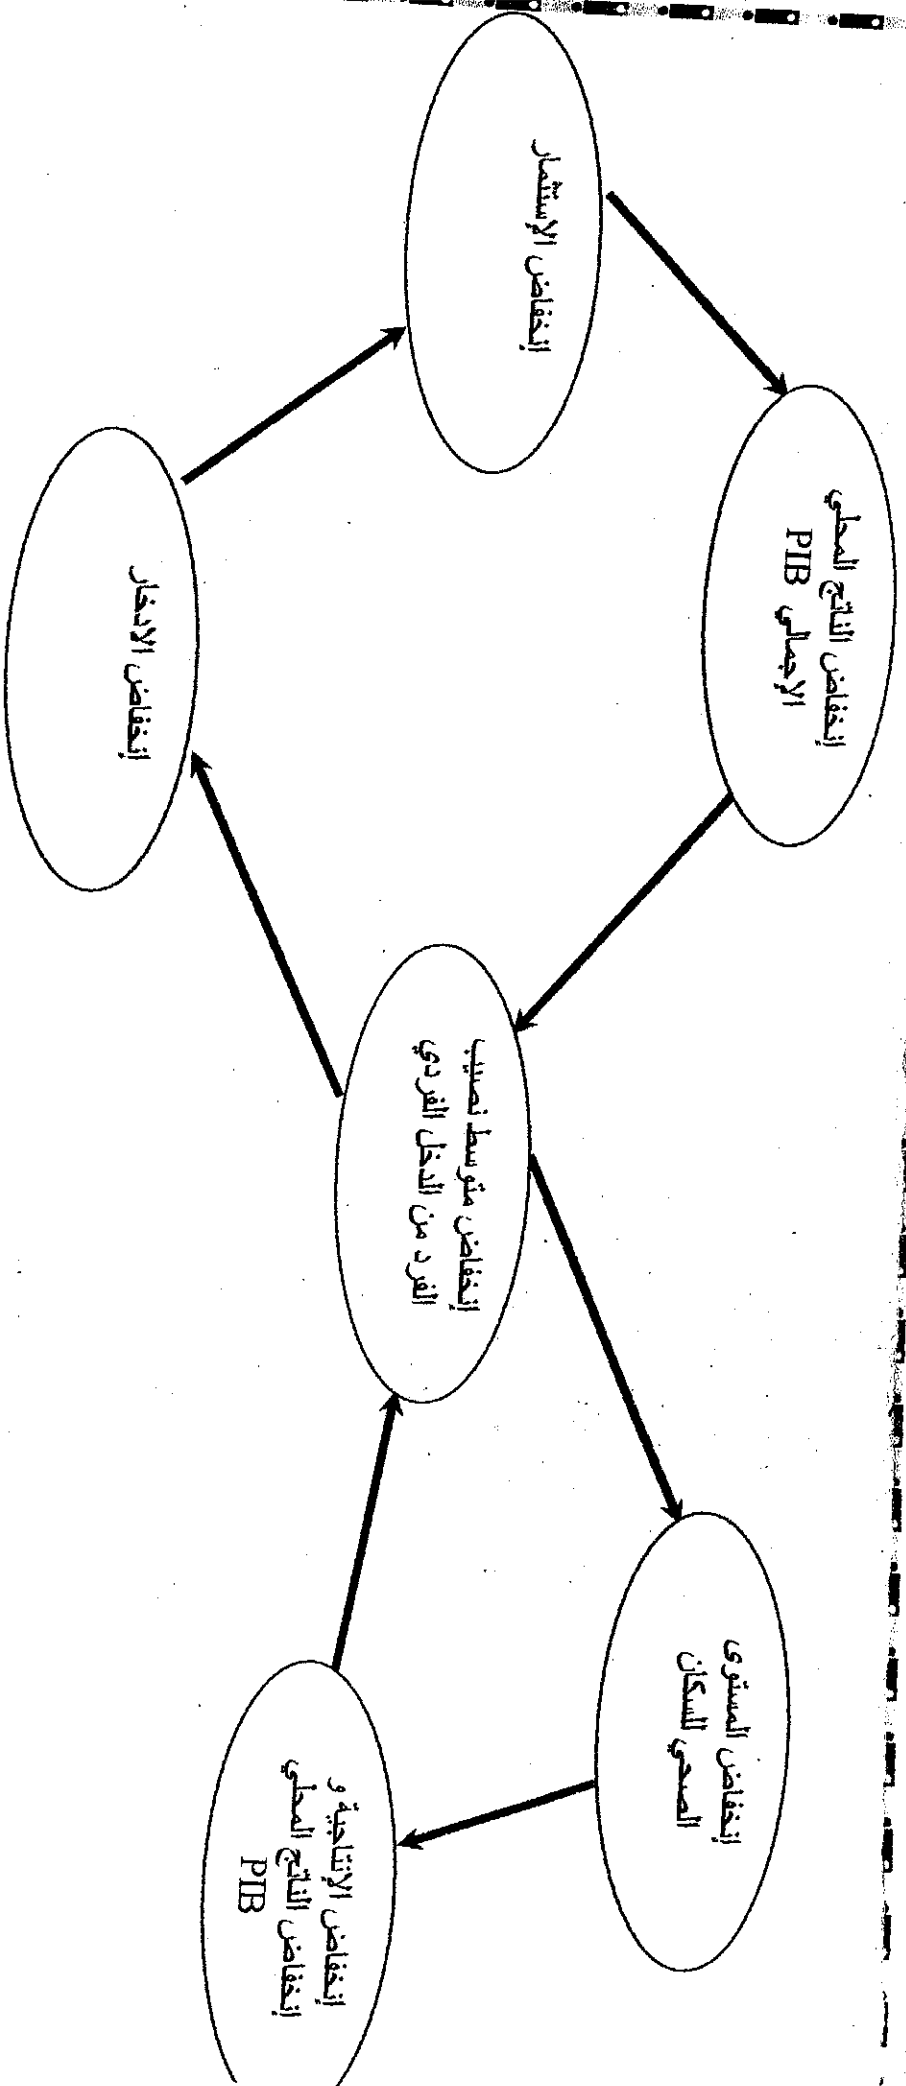 إنخفاض الناتج المحلي
الإجمالي PIB
إنخفاض الإستثمار
إنخفاض متوسط نصيب
الفرد من الدخل الفردي
إنخفاض الادخار
إنخفاض المستوى
الصحي للسكان
إنخفاض الإنتاجية و
إنخفاض الناتج المحلي
PIB